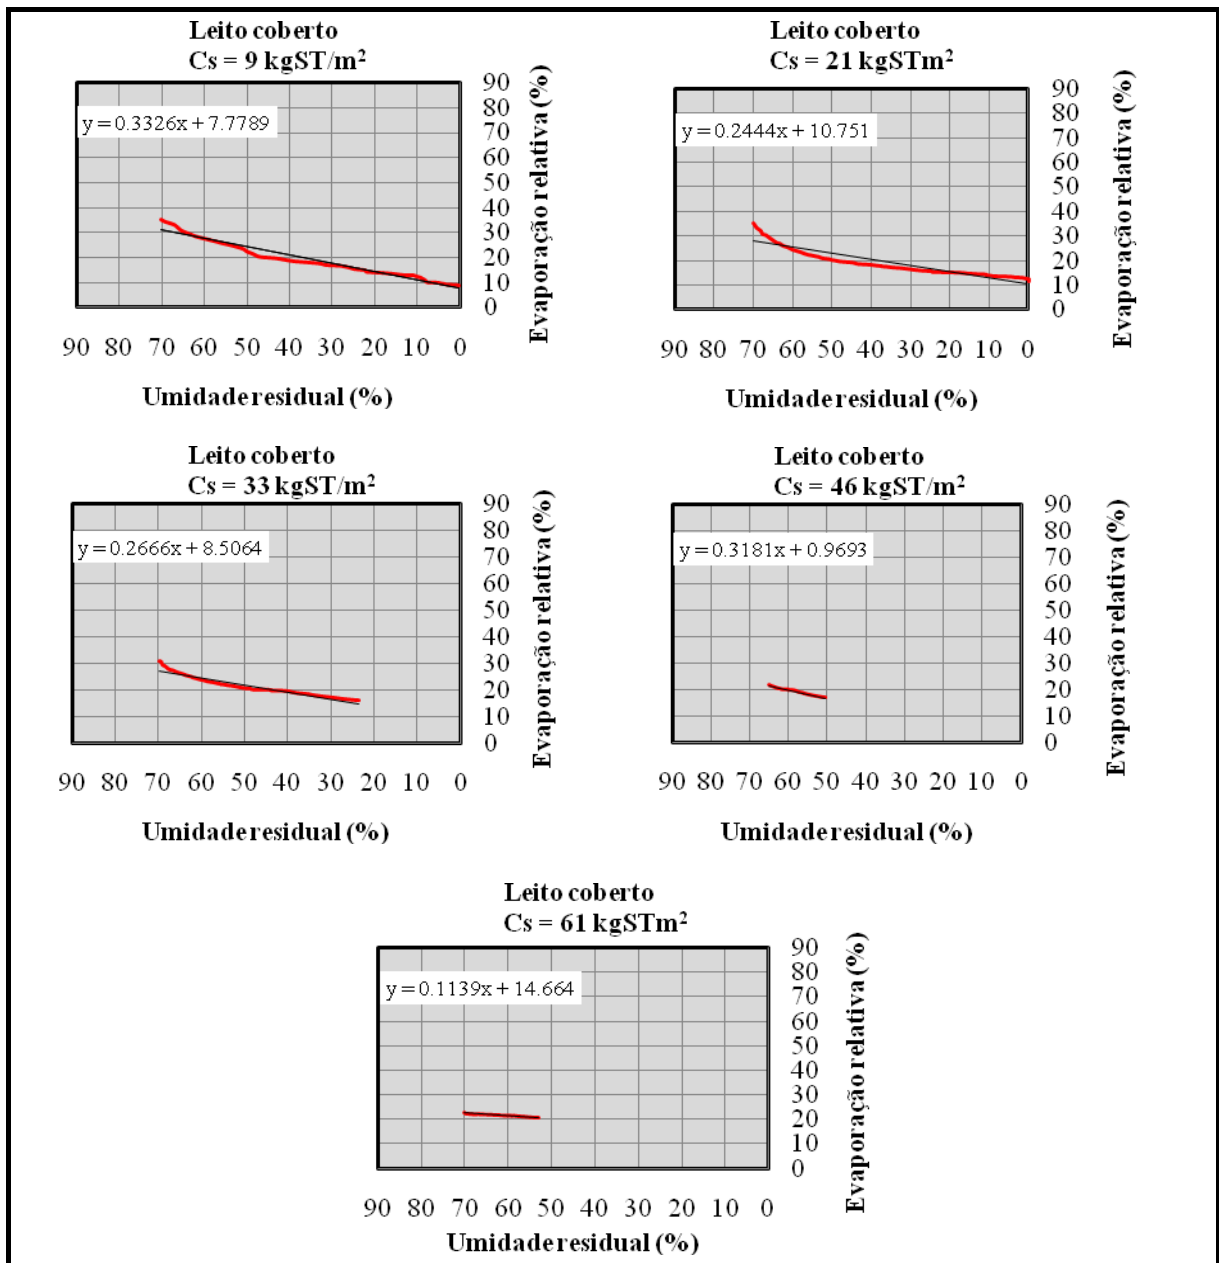 Leito coberto
Cs = 9 kgST/m²
y = 0.3326x + 7.7789
90
80
70
60
50
40
30
20
10
0
Evaporação relativa (%)
90 80 70 60 50 40 30 20 10 0
Umidade residual (%)
Leito coberto
Cs = 21 kgSTm²
y = 0.2444x + 10.751
90
80
70
60
50
40
30
20
10
0
Evaporação relativa (%)
90 80 70 60 50 40 30 20 10 0
Umidade residual (%)
Leito coberto
Cs = 33 kgST/m²
y = 0.2666x + 8.5064
90
80
70
60
50
40
30
20
10
0
Evaporação relativa (%)
90 80 70 60 50 40 30 20 10 0
Umidade residual (%)
Leito coberto
Cs = 46 kgST/m²
y = 0.3181x + 0.9693
90
80
70
60
50
40
30
20
10
0
Evaporação relativa (%)
90 80 70 60 50 40 30 20 10 0
Umidade residual (%)
Leito coberto
Cs = 61 kgSTm²
y = 0.1139x + 14.664
90
80
70
60
50
40
30
20
10
0
Evaporação relativa (%)
90 80 70 60 50 40 30 20 10 0
Umidade residual (%)